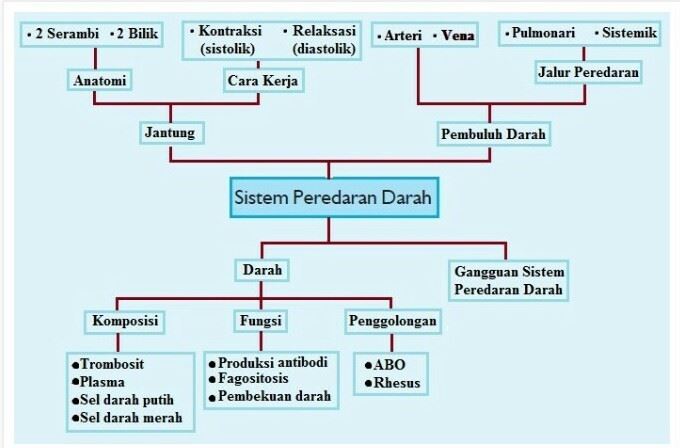 • 2 Serambi • 2 Bilik
• Kontraksi (sistolik)
• Relaksasi (diastolik)
• Arteri • Vena
• Pulmonari • Sistemik
Anatomi
Cara Kerja
Jalur Peredaran
Jantung
Pembuluh Darah
Sistem Peredaran Darah
Darah
Gangguan Sistem
Peredaran Darah
Komposisi
Fungsi
Penggolongan
•Trombosit
•Plasma
•Sel darah putih
•Sel darah merah
•Produksi antibodi
•Fagositosis
•Pembekuan darah
•ABO
•Rhesus